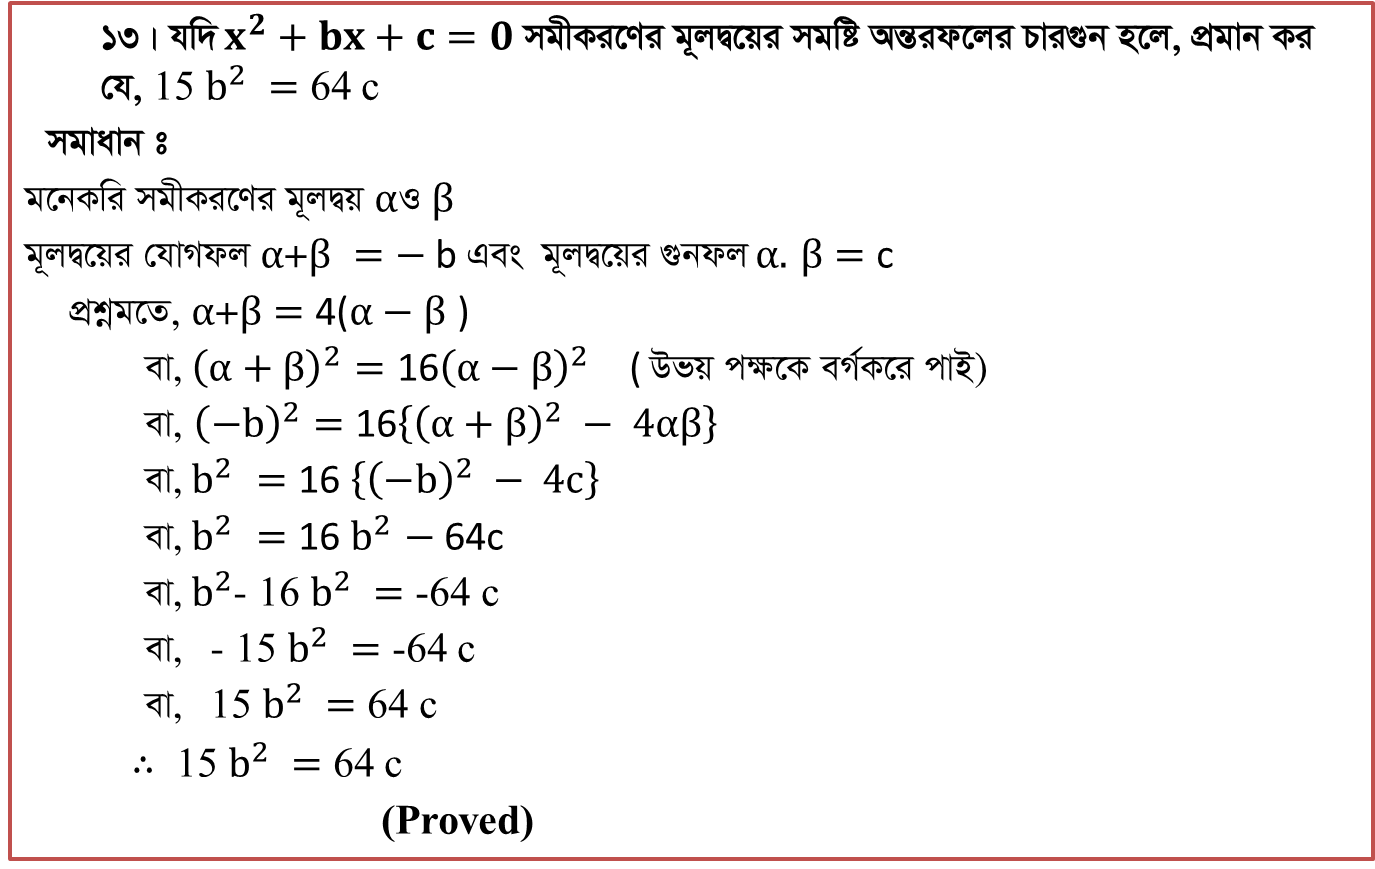 ১৩। যদি x² + bx + c = 0 সমীকরণের মূলদ্বয়ের সমষ্টি অন্তরফলের চারগুন হলে, প্রমান কর
যে, 15 b² = 64 c
সমাধান ঃ
মনেকরি সমীকরণের মূলদ্বয় αও β
মূলদ্বয়ের যোগফল α+β = − b এবং মূলদ্বয়ের গুনফল α. β = c
প্রশ্নমতে, α+β = 4(α − β )
বা, (α + β)² = 16(α − β)² ( উভয় পক্ষকে বর্গকরে পাই)
বা, (−b)² = 16{(α + β)² − 4αβ}
বা, b² = 16 {(−b)² − 4c}
বা, b² = 16 b² − 64c
বা, b²- 16 b² = -64 c
বা, - 15 b² = -64 c
বা, 15 b² = 64 c
∴ 15 b² = 64 c
(Proved)